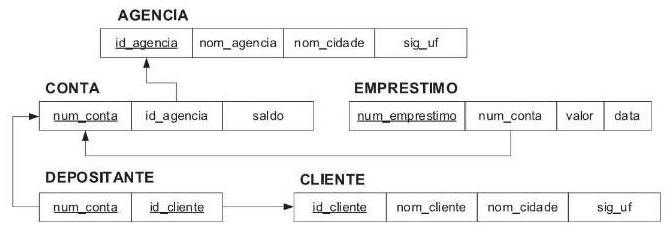 AGENCIA
id_agencia nom_agencia nom_cidade sig_uf
CONTA
num_conta id_agencia saldo
EMPRESTIMO
num_emprestimo num_conta valor data
DEPOSITANTE
num_conta id_cliente
CLIENTE
id_cliente nom_cliente nom_cidade sig_uf